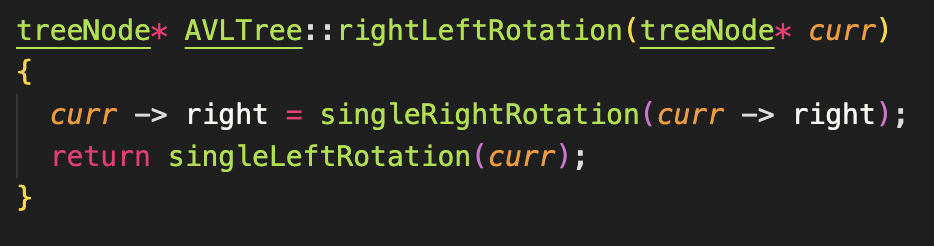 treeNode* AVLTree::rightLeftRotation(treeNode* curr)
{
  curr -> right = singleRightRotation(curr -> right);
  return singleLeftRotation(curr);
}